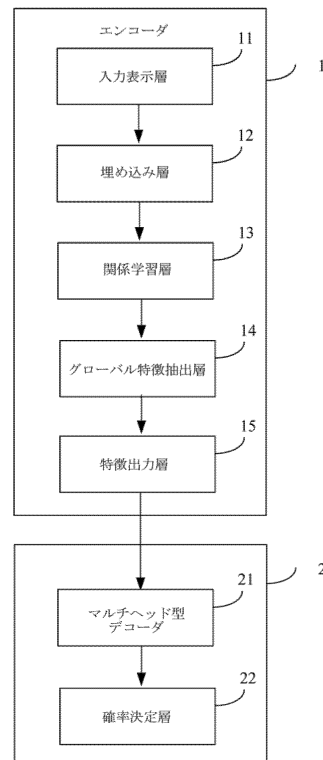 エンコーダ
1
入力表示層
11
埋め込み層
12
関係学習層
13
グローバル特徴抽出層
14
特徴出力層
15
2
マルチヘッド型
デコーダ
21
確率決定層
22